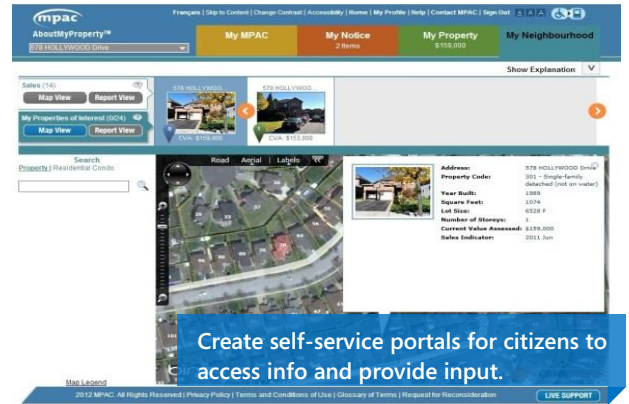 mpac
Français | Skip to Content | Change Contrast | Accessibility | Home | My Profile | Help | Contact MPAC | Sign Out A A A
AboutMyProperty™
578 HOLLYWOOD Drive
My MPAC
My Notice
2 Items
My Property
$159,000
My Neighbourhood
Show Explanation V
Sales (14)
Map View Report View
My Properties of Interest (0/24)
Map View Report View
578 HOLLYWOO...
CVA: $159,000
578 HOLLYWOO...
CVA: $153,000
Search
Property | Residential Condo
Road Aerial | Labels <<
Address: 578 HOLLYWOOD Drive
Property Code: 301 - Single-family
detached (not on water)
Year Built: 1989
Square Feet: 1074
Lot Size: 6528 F
Number of Storeys: 1
Current Value Assessed: $159,000
Sales Indicator: 2011 Jun
Create self-service portals for citizens to
access info and provide input.
Map Legend
2012 MPAC. All Rights Reserved | Privacy Policy | Terms and Conditions of Use | Glossary of Terms | Request for Reconsideration
LIVE SUPPORT